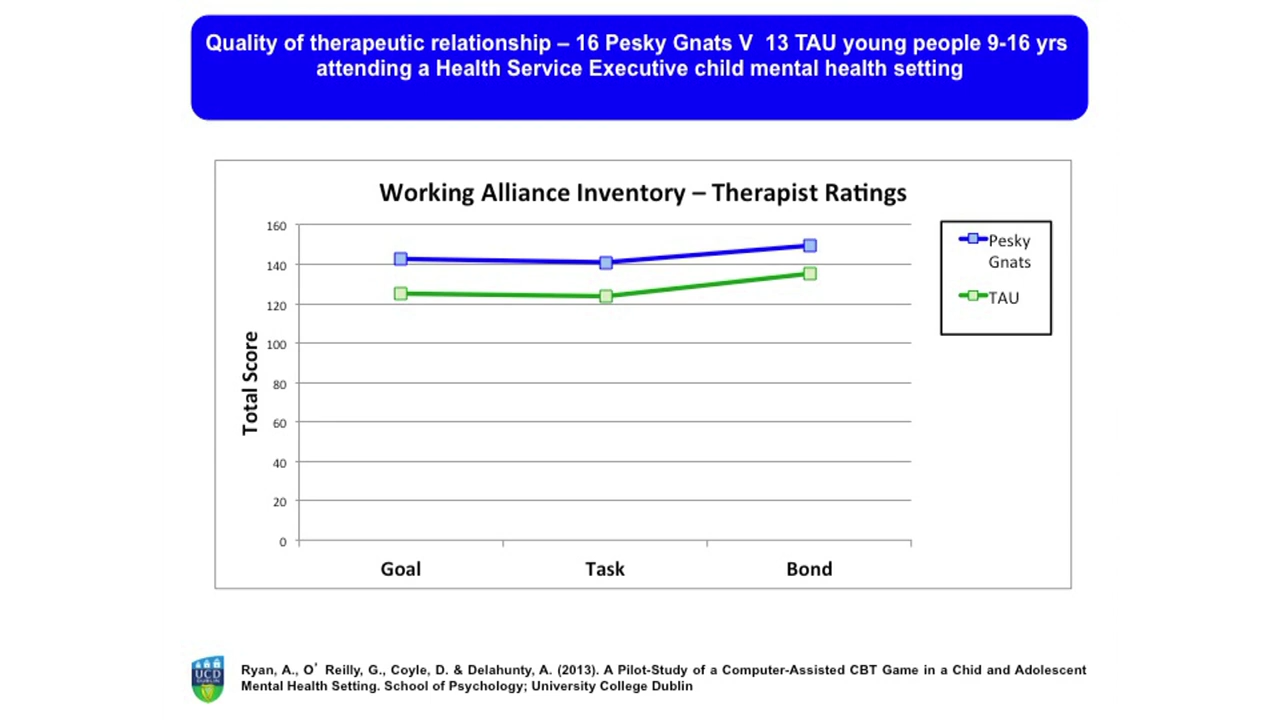 Quality of therapeutic relationship – 16 Pesky Gnats V 13 TAU young people 9-16 yrs
attending a Health Service Executive child mental health setting
Working Alliance Inventory – Therapist Ratings
160
140
120
100
80
60
40
20
0
Total Score
Goal
Task
Bond
Pesky
Gnats
TAU
UCD
DUBLIN
Ryan, A., O' Reilly, G., Coyle, D. & Delahunty, A. (2013). A Pilot-Study of a Computer-Assisted CBT Game in a Chid and Adolescent
Mental Health Setting. School of Psychology; University College Dublin